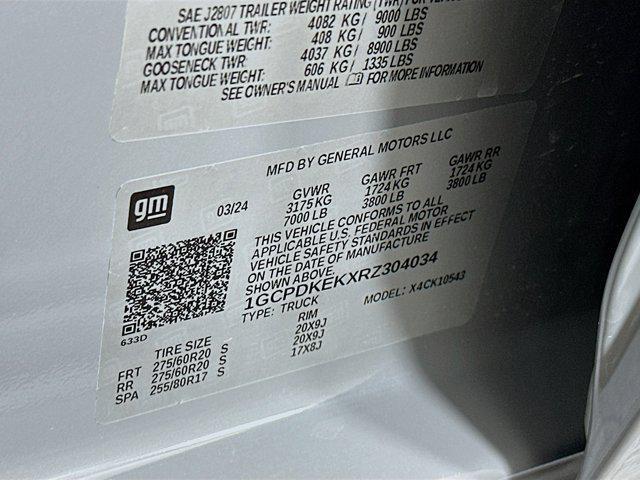 SAE J2807 TRAILER WEIGHT RATING (TWR) FOR
CONVENTIONAL TWR: 4082 KG/ 9000 LBS
MAX TONGUE WEIGHT: 408 KG/ 900 LBS
GOOSENECK TWR: 4037 KG/ 8900 LBS
MAX TONGUE WEIGHT: 606 KG/ 1335 LBS
SEE OWNER'S MANUAL FOR MORE INFORMATION
MFD BY GENERAL MOTORS LLC
gm
03/24 GVWR GAWR FRT GAWR RR
3175 KG 1724 KG 1724 KG
7000 LB 3800 LB 3800 LB
THIS VEHICLE CONFORMS TO ALL
APPLICABLE U.S. FEDERAL MOTOR
VEHICLE SAFETY STANDARDS IN EFFECT
ON THE DATE OF MANUFACTURE
SHOWN ABOVE.
1GCPDKEKXRZ304034
TYPE: TRUCK MODEL: X4CK10543
633D
TIRE SIZE RIM
FRT 275/60R20 S 20X9J
RR 275/60R20 S 20X9J
SPA 255/80R17 S 17X8J